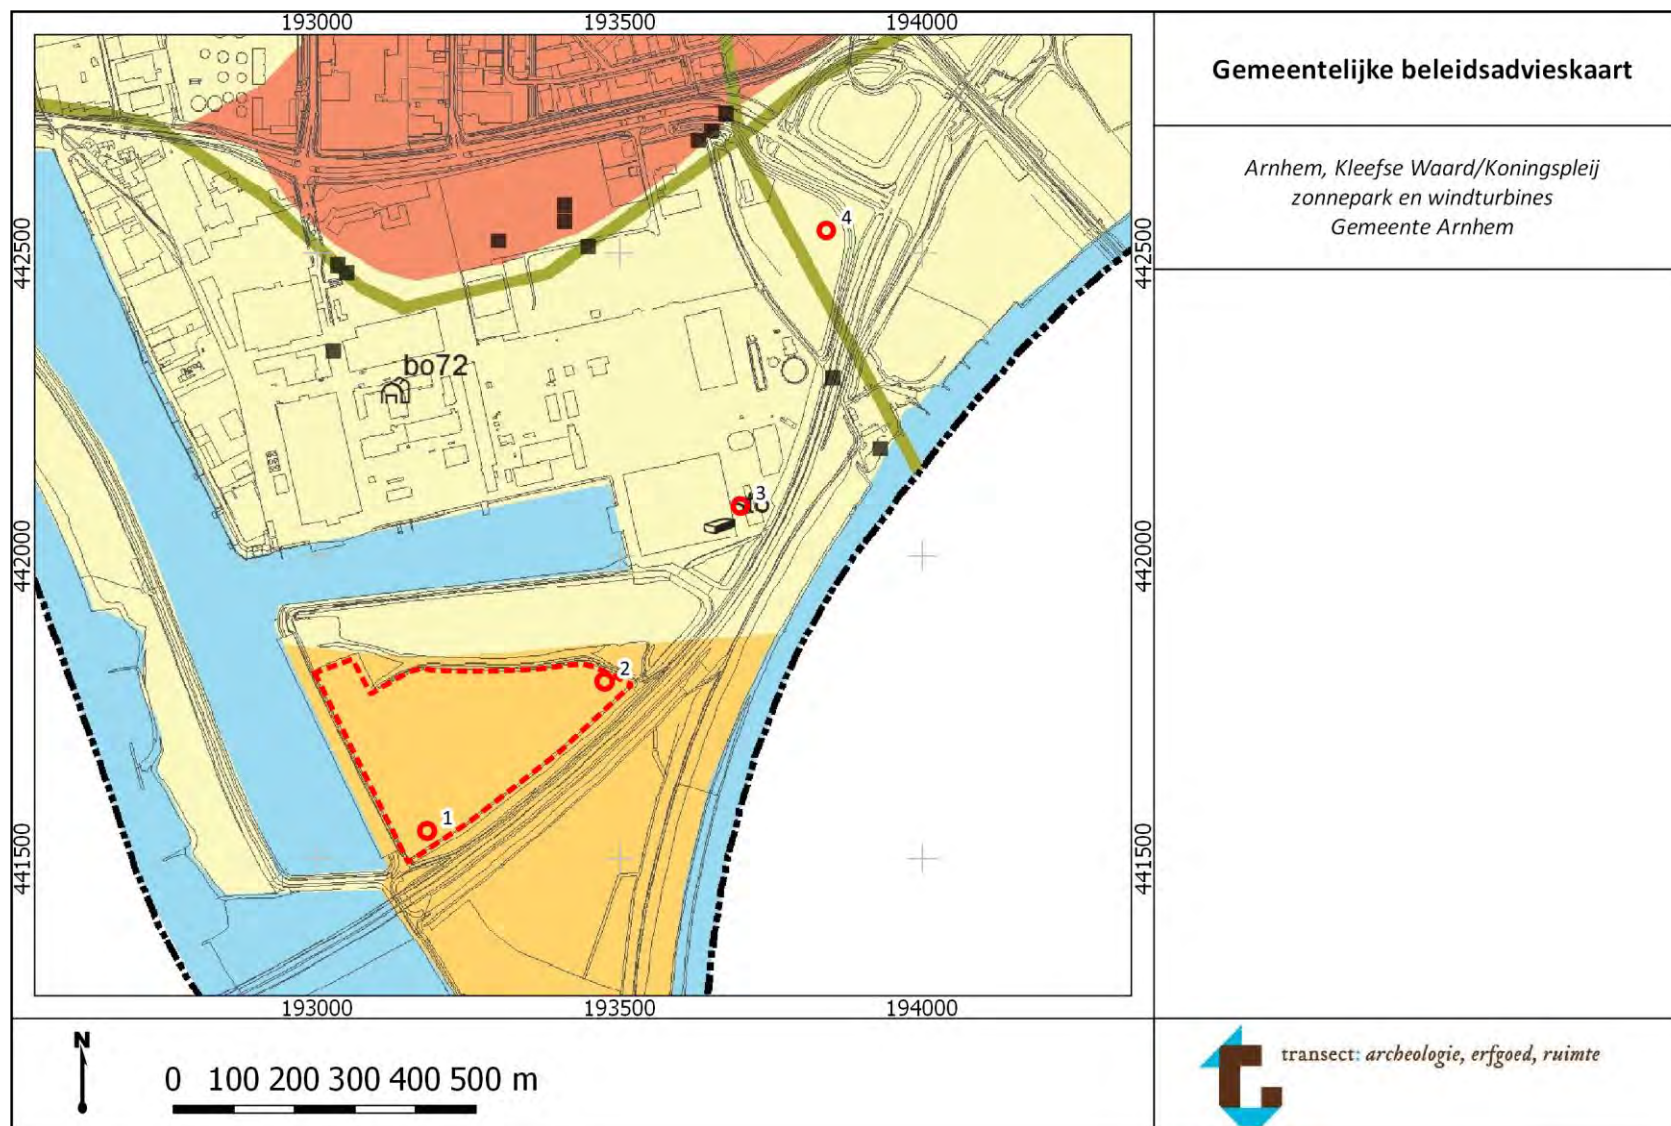 193000 193500 194000
Gemeentelijke beleidsadvieskaart
Arnhem, Kleefse Waard/Koningspleij
zonnepark en windturbines
Gemeente Arnhem
4
442500 442500
bo72
3
442000 442000
2
1
441500 441500
193000 193500 194000
N
0 100 200 300 400 500 m
transect: archeologie, erfgoed, ruimte